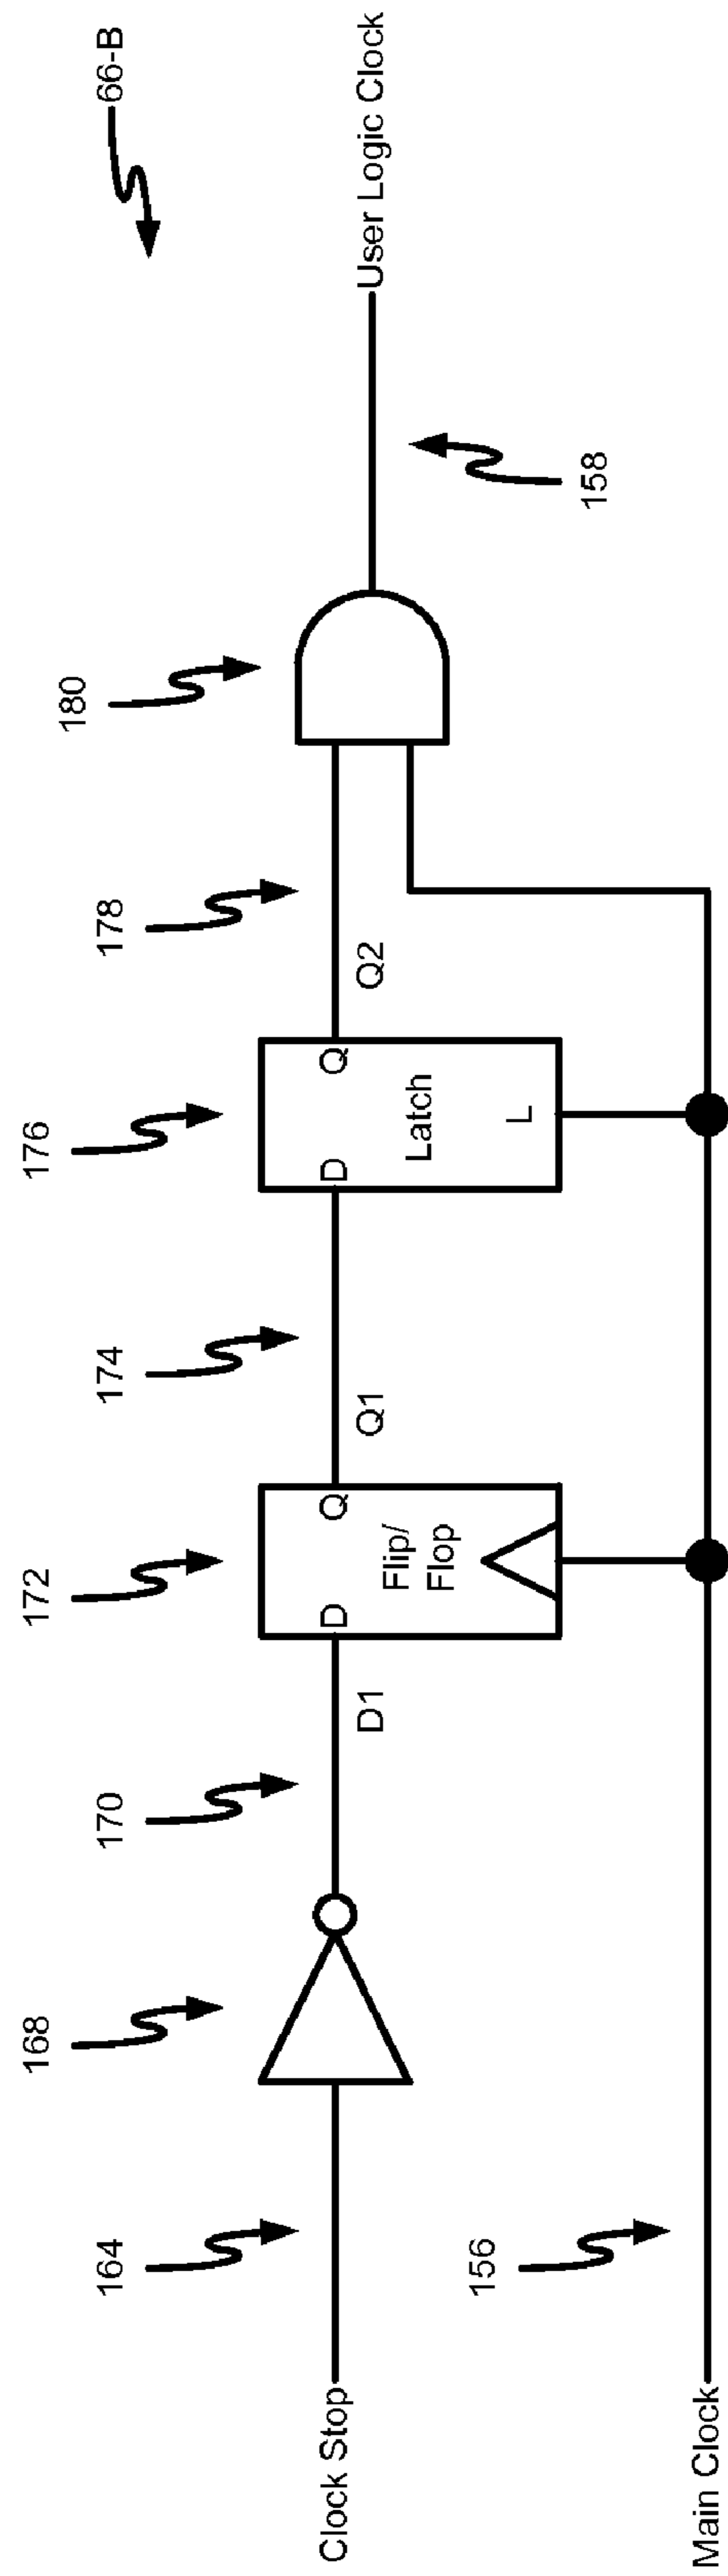 66-B
172
176
180
168
170
174
178
164
Clock Stop
D1
D
Q
Flip/
Flop
Q1
D
Q
Latch
L
Q2
User Logic Clock
158
156
Main Clock